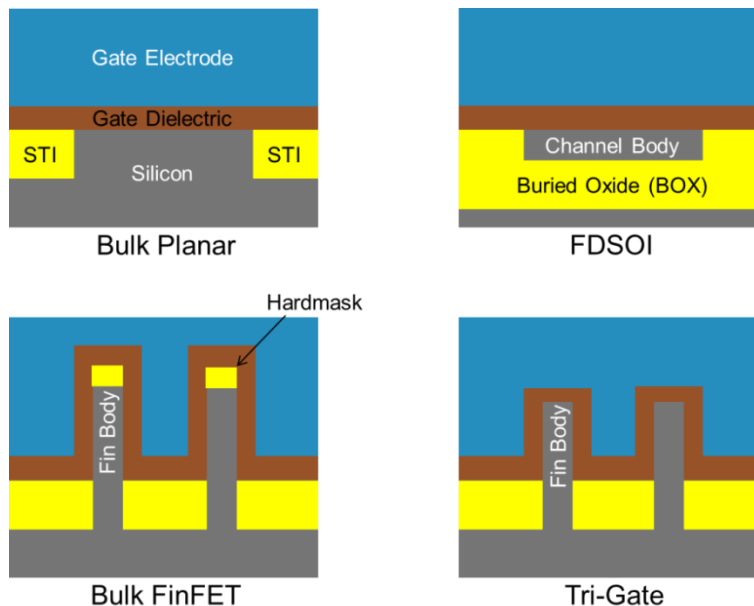 Gate Electrode
Gate Dielectric
STI
STI
Silicon
Bulk Planar
Channel Body
Buried Oxide (BOX)
FDSOI
Hardmask
Fin Body
Bulk FinFET
Fin Body
Tri-Gate